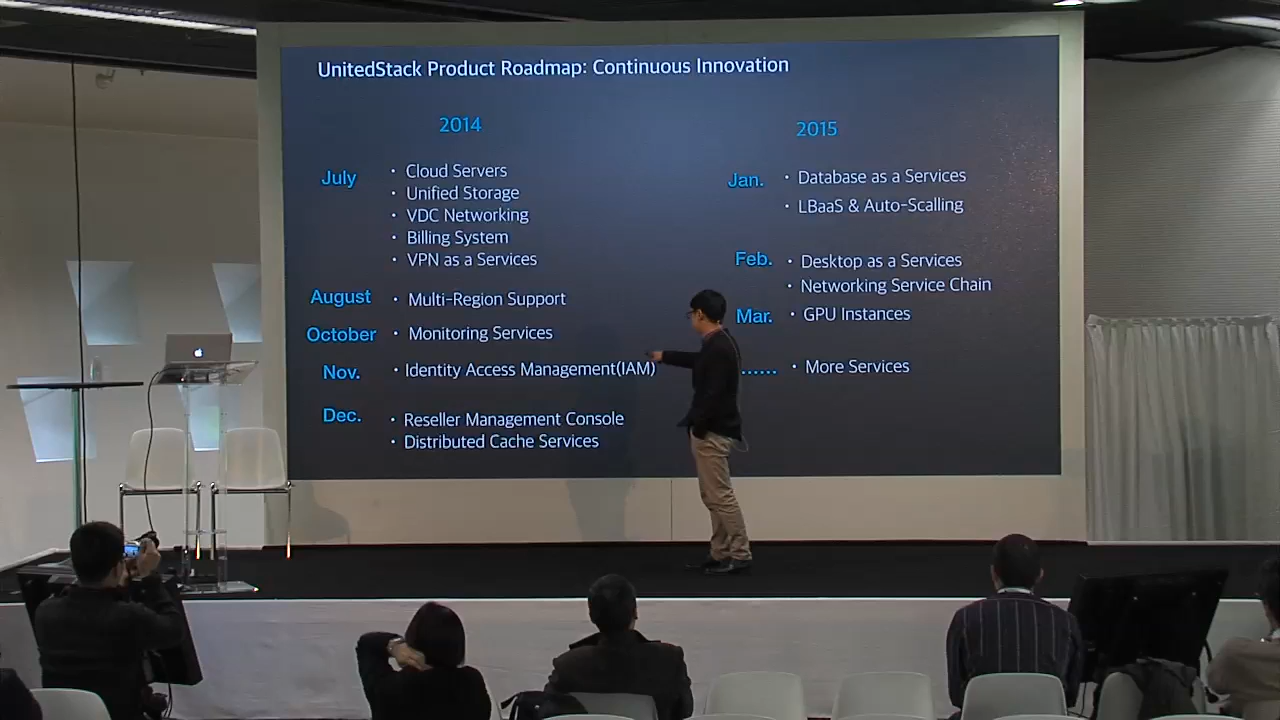 UnitedStack Product Roadmap: Continuous Innovation
2014
July
· Cloud Servers
· Unified Storage
· VDC Networking
· Billing System
· VPN as a Services
August
· Multi-Region Support
October
· Monitoring Services
Nov.
· Identity Access Management(IAM)
Dec.
· Reseller Management Console
· Distributed Cache Services
2015
Jan.
· Database as a Services
· LBaaS & Auto-Scalling
Feb.
· Desktop as a Services
· Networking Service Chain
Mar.
· GPU Instances
......
· More Services